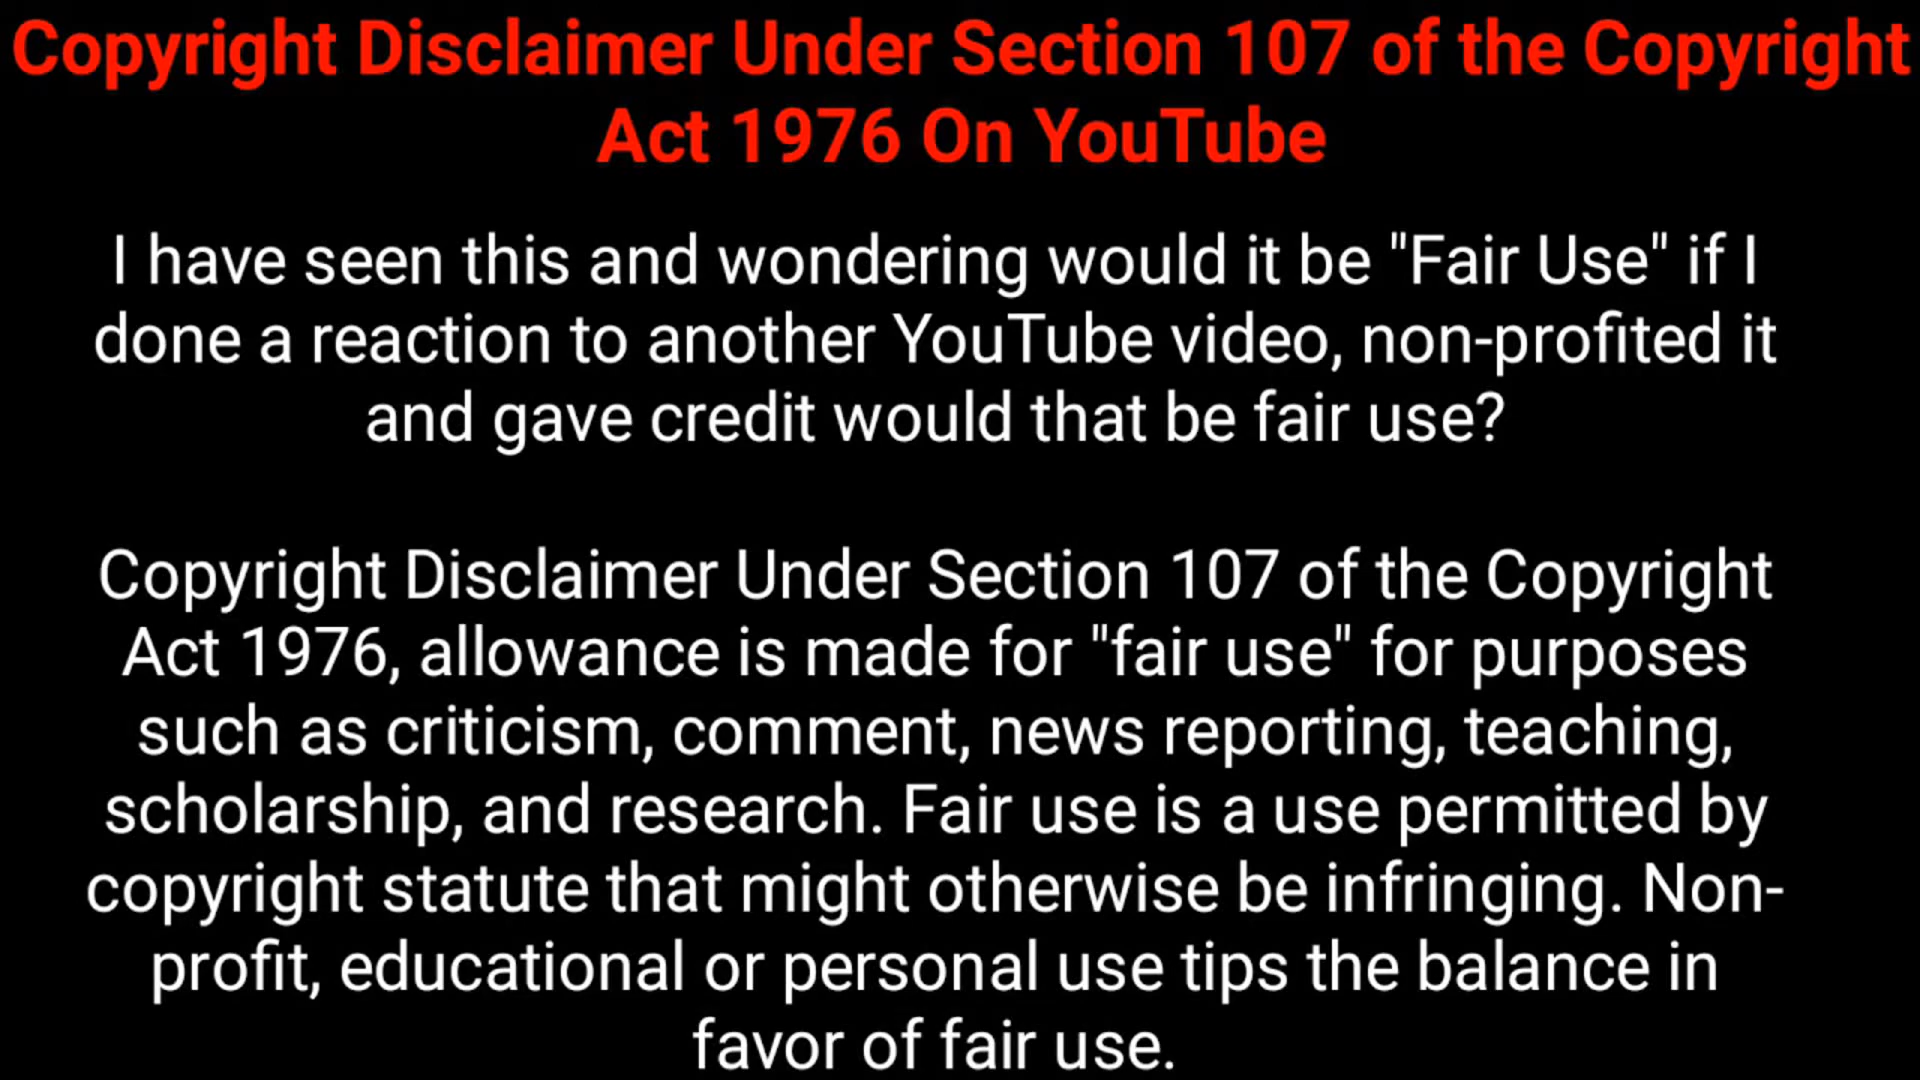 Copyright Disclaimer Under Section 107 of the Copyright
Act 1976 On YouTube
I have seen this and wondering would it be "Fair Use" if I
done a reaction to another YouTube video, non-profited it
and gave credit would that be fair use?
Copyright Disclaimer Under Section 107 of the Copyright
Act 1976, allowance is made for "fair use" for purposes
such as criticism, comment, news reporting, teaching,
scholarship, and research. Fair use is a use permitted by
copyright statute that might otherwise be infringing. Non-
profit, educational or personal use tips the balance in
favor of fair use.